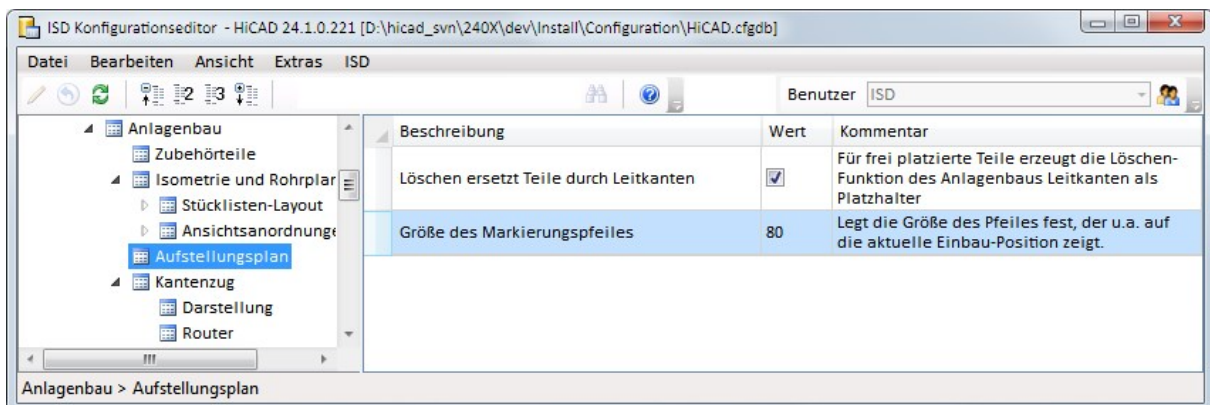 ISD Konfigurationseditor - HiCAD 24.1.0.221 [D:\hicad_svn\240X\dev\Install\Configuration\HiCAD.cfgdb]
Datei Bearbeiten Ansicht Extras ISD
2 3 Benutzer ISD
Anlagenbau
Zubehörteile
Isometrie und Rohrplar
Stücklisten-Layout
Ansichtsanordnunge
Aufstellungsplan
Kantenzug
Darstellung
Router
Beschreibung Wert Kommentar
Löschen ersetzt Teile durch Leitkanten
Für frei platzierte Teile erzeugt die Löschen-
Funktion des Anlagenbaus Leitkanten als
Platzhalter
Größe des Markierungspfeiles 80
Legt die Größe des Pfeiles fest, der u.a. auf
die aktuelle Einbau-Position zeigt.
Anlagenbau > Aufstellungsplan